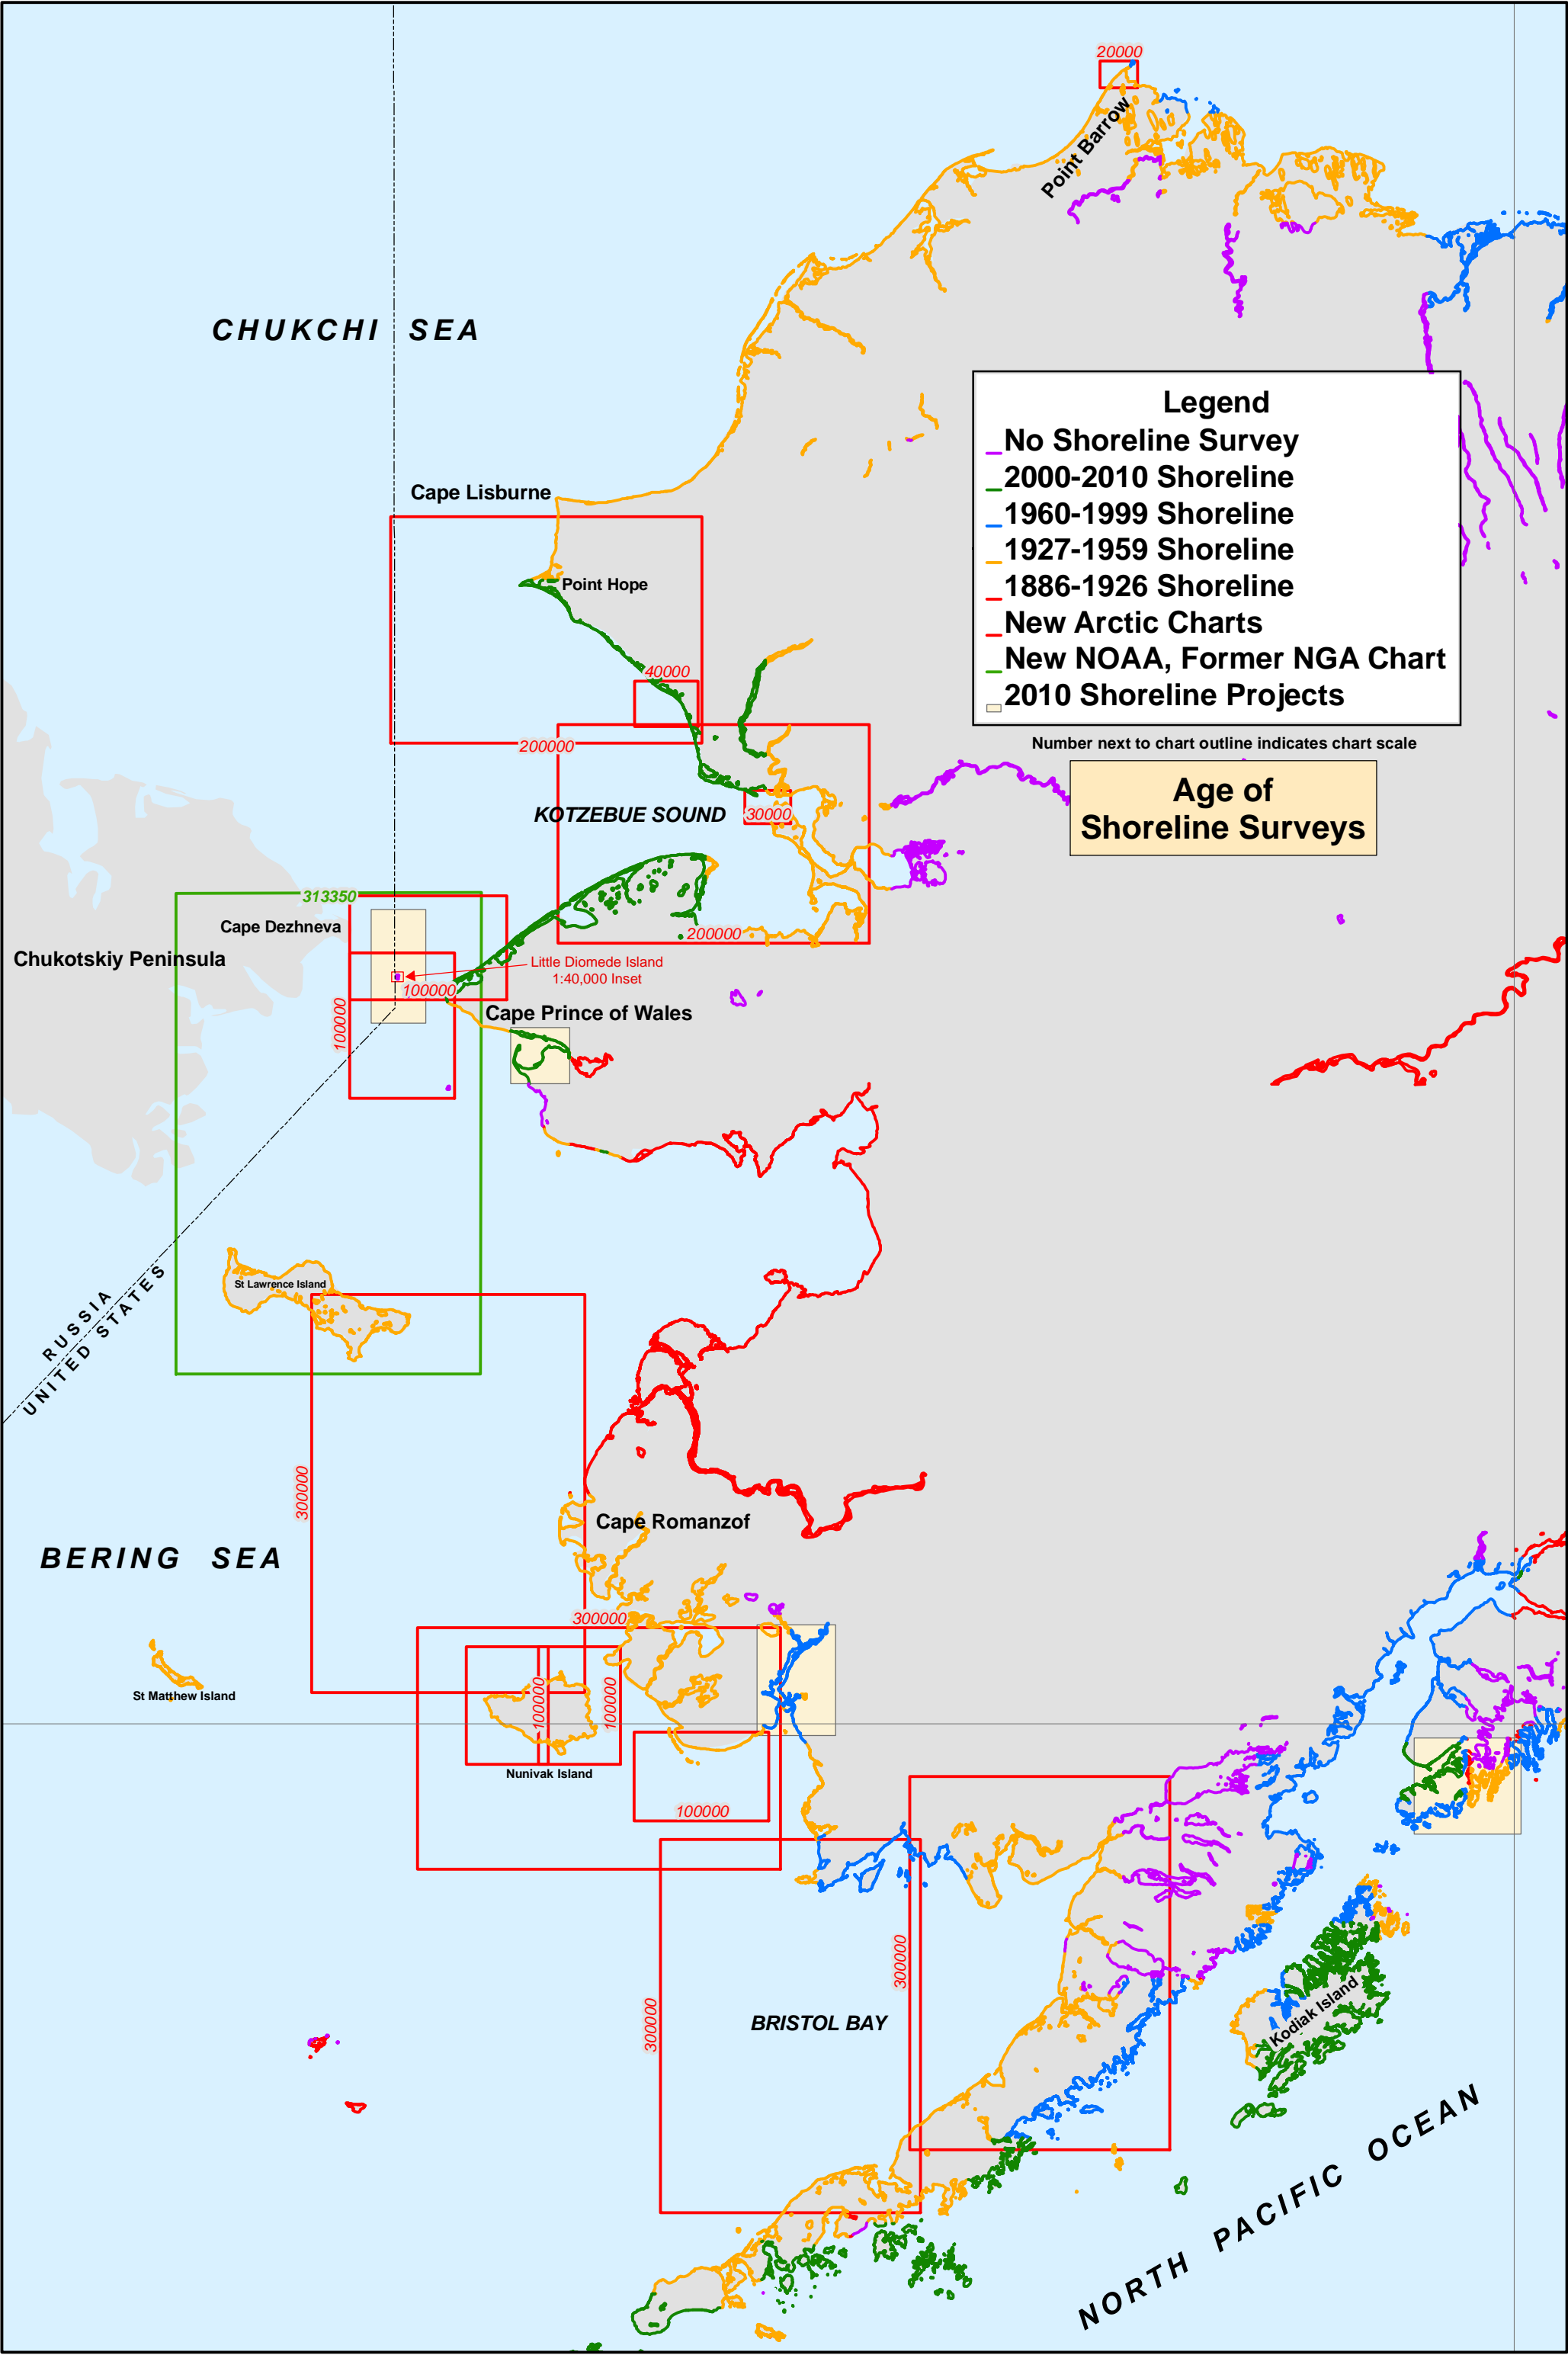 20000
Point Barrow
CHUKCHI SEA
Legend
No Shoreline Survey
2000-2010 Shoreline
1960-1999 Shoreline
1927-1959 Shoreline
1886-1926 Shoreline
New Arctic Charts
New NOAA, Former NGA Chart
2010 Shoreline Projects
Number next to chart outline indicates chart scale
Age of
Shoreline Surveys
Cape Lisburne
Point Hope
40000
200000
KOTZEBUE SOUND
30000
313350
Cape Dezhneva
200000
Chukotskiy Peninsula
Little Diomede Island
1:40,000 Inset
100000
100000
Cape Prince of Wales
St Lawrence Island
RUSSIA
UNITED STATES
300000
Cape Romanzof
BERING SEA
300000
St Matthew Island
100000
100000
Nunivak Island
100000
300000
300000
BRISTOL BAY
Kodiak Island
NORTH PACIFIC OCEAN